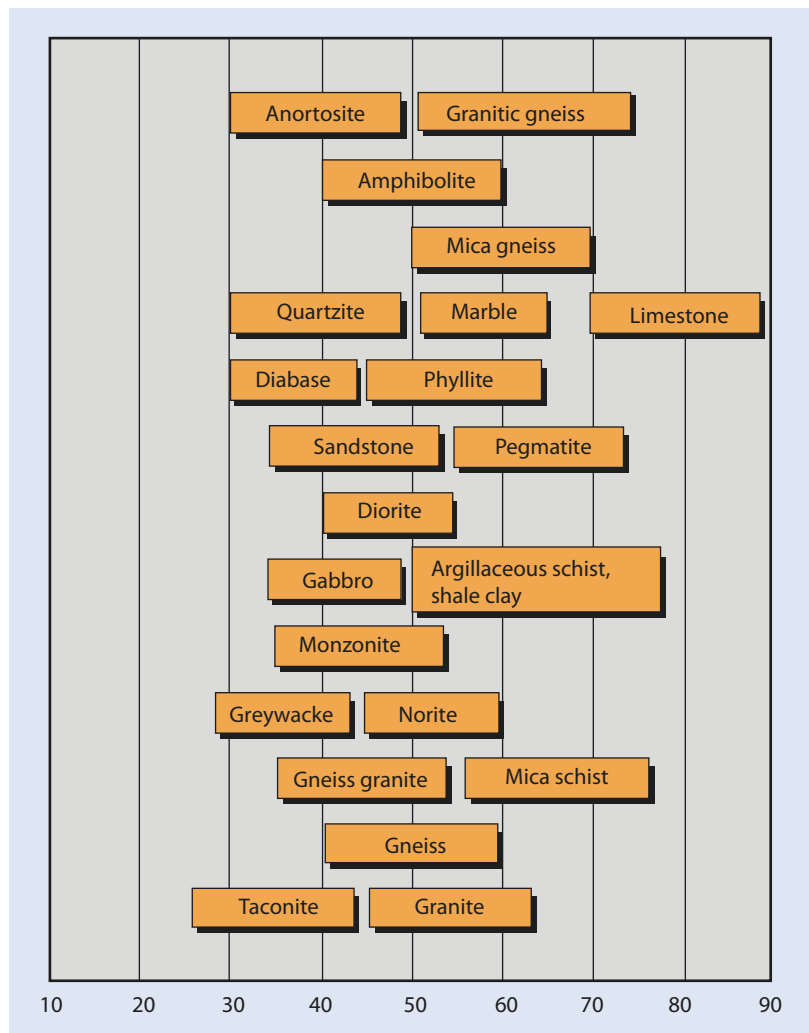 Anortosite Granitic gneiss
Amphibolite
Mica gneiss
Quartzite Marble Limestone
Diabase Phyllite
Sandstone Pegmatite
Diorite
Gabbro Argillaceous schist,
shale clay
Monzonite
Greywacke Norite
Gneiss granite Mica schist
Gneiss
Taconite Granite
10 20 30 40 50 60 70 80 90